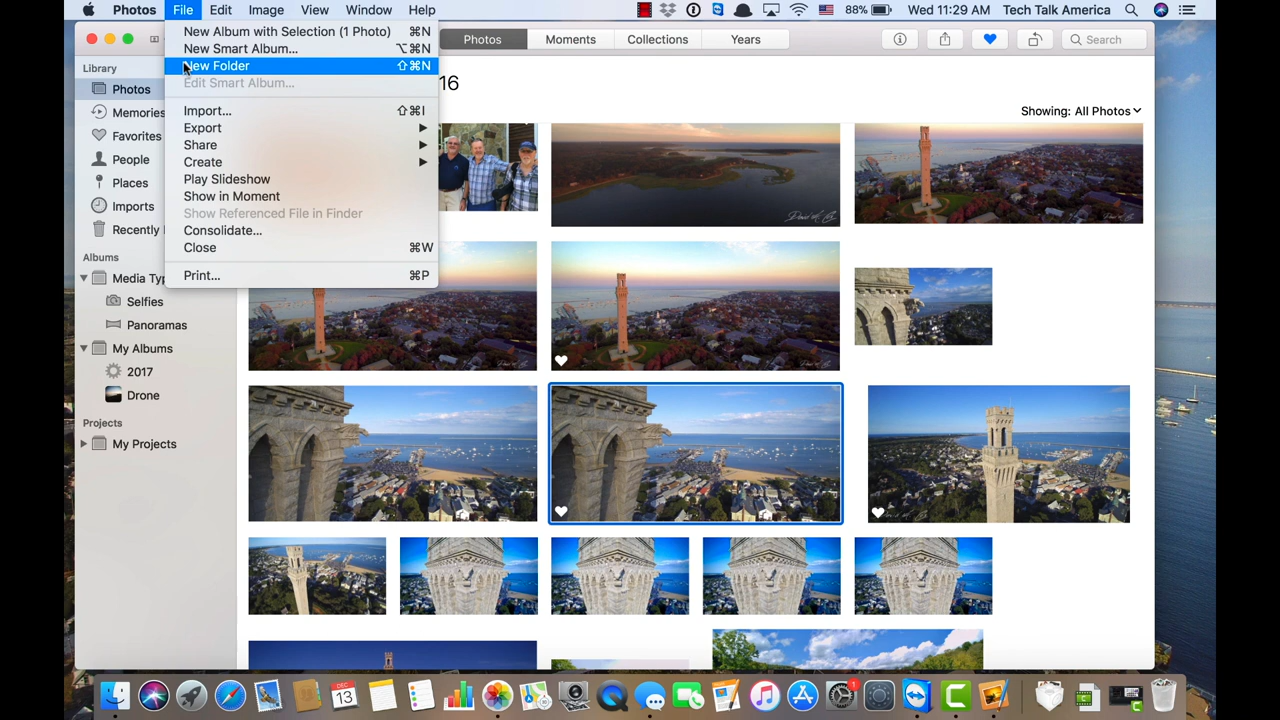 Photos File Edit Image View Window Help 88% Wed 11:29 AM Tech Talk America
New Album with Selection (1 Photo) ⌘N
New Smart Album... ⌥⌘N
New Folder ⇧⌘N
Edit Smart Album...
Import... ⇧⌘I
Export
Share
Create
Play Slideshow
Show in Moment
Show Referenced File in Finder
Consolidate...
Close ⌘W
Print... ⌘P
Photos Moments Collections Years Search
16
Showing: All Photos
Library
Photos
Memories
Favorites
People
Places
Imports
Recently
Albums
Media Typ
Selfies
Panoramas
My Albums
2017
Drone
Projects
My Projects
DEC
13
1